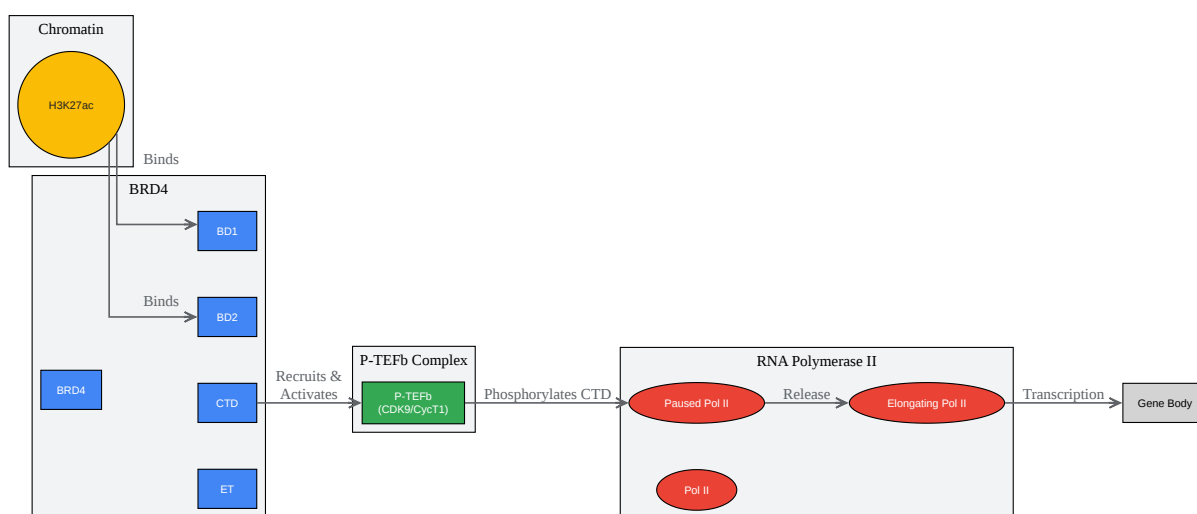 Chromatin
H3K27ac
Binds
BRD4
BD1
Binds
BD2
BRD4
CTD
ET
Recruits &
Activates
P-TEFb Complex
P-TEFb
(CDK9/CycT1)
Phosphorylates CTD
RNA Polymerase II
Paused Pol II
Release
Elongating Pol II
Pol II
Transcription
Gene Body